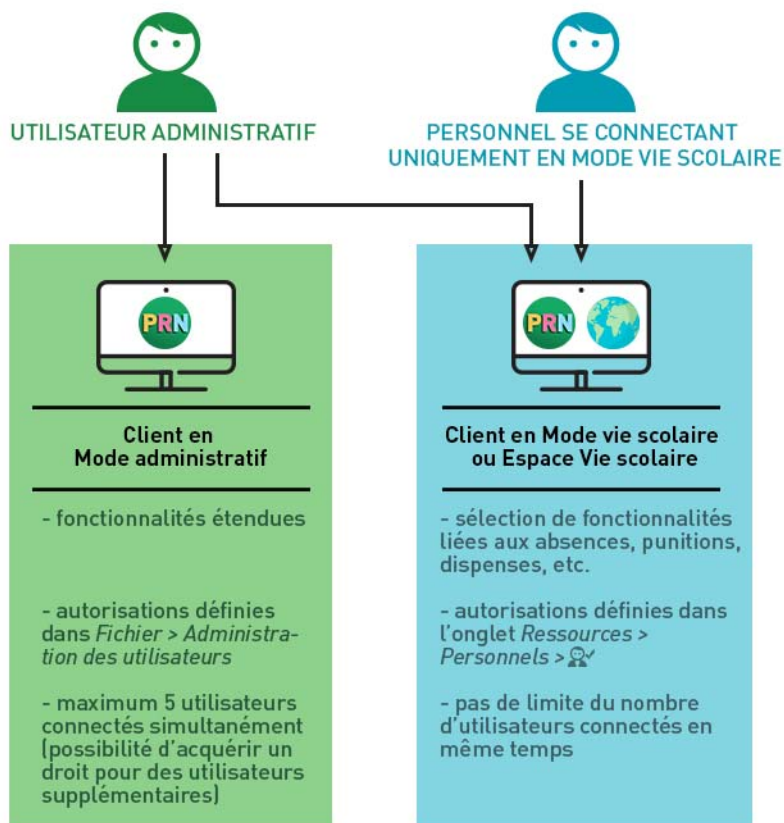 UTILISATEUR ADMINISTRATIF
PERSONNEL SE CONNECTANT
UNIQUEMENT EN MODE VIE SCOLAIRE
PRN
Client en
Mode administratif
- fonctionnalités étendues
- autorisations définies
dans Fichier > Administra-
tion des utilisateurs
- maximum 5 utilisateurs
connectés simultanément
(possibilité d'acquérir un
droit pour des utilisateurs
supplémentaires)
PRN
Client en Mode vie scolaire
ou Espace Vie scolaire
- sélection de fonctionnalités
liées aux absences, punitions,
dispenses, etc.
- autorisations définies dans
l'onglet Ressources >
Personnels >
- pas de limite du nombre
d'utilisateurs connectés en
même temps